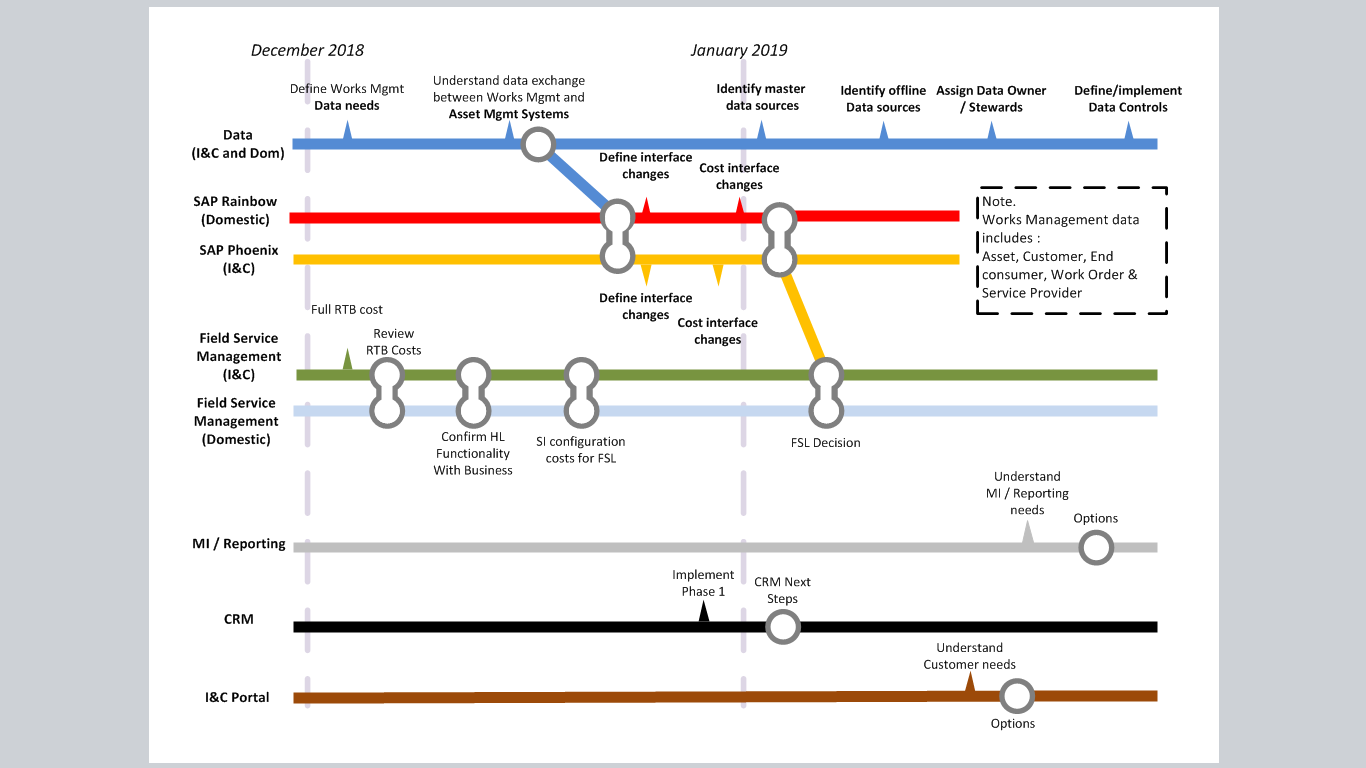 December 2018
January 2019
Define Works Mgmt
Data needs
Understand data exchange
between Works Mgmt and
Asset Mgmt Systems
Identify master
data sources
Identify offline
Data sources
Assign Data Owner
/ Stewards
Define/implement
Data Controls
Data
(I&C and Dom)
Define interface
changes
Cost interface
changes
SAP Rainbow
(Domestic)
SAP Phoenix
(I&C)
Note.
Works Management data
includes :
Asset, Customer, End
consumer, Work Order &
Service Provider
Define interface
changes
Cost interface
changes
Full RTB cost
Review
RTB Costs
Field Service
Management
(I&C)
Field Service
Management
(Domestic)
Confirm HL
Functionality
With Business
SI configuration
costs for FSL
FSL Decision
Understand
MI / Reporting
needs
Options
MI / Reporting
Implement
Phase 1
CRM Next
Steps
CRM
Understand
Customer needs
I&C Portal
Options